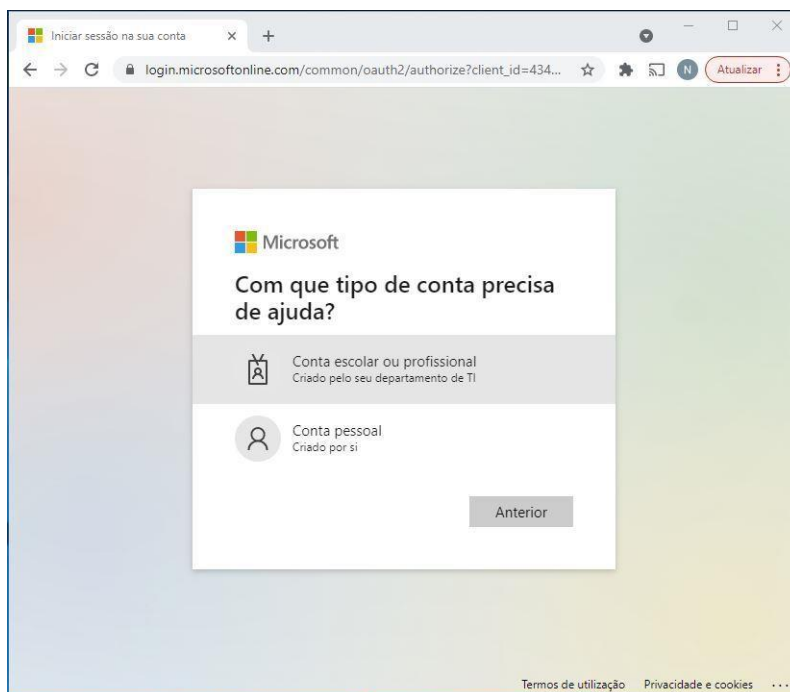 Iniciar sessão na sua conta
login.microsoftonline.com/common/oauth2/authorize?client_id=434...
N
Atualizar
Microsoft
Com que tipo de conta precisa
de ajuda?
Conta escolar ou profissional
Criado pelo seu departamento de TI
Conta pessoal
Criado por si
Anterior
Termos de utilização Privacidade e cookies ...